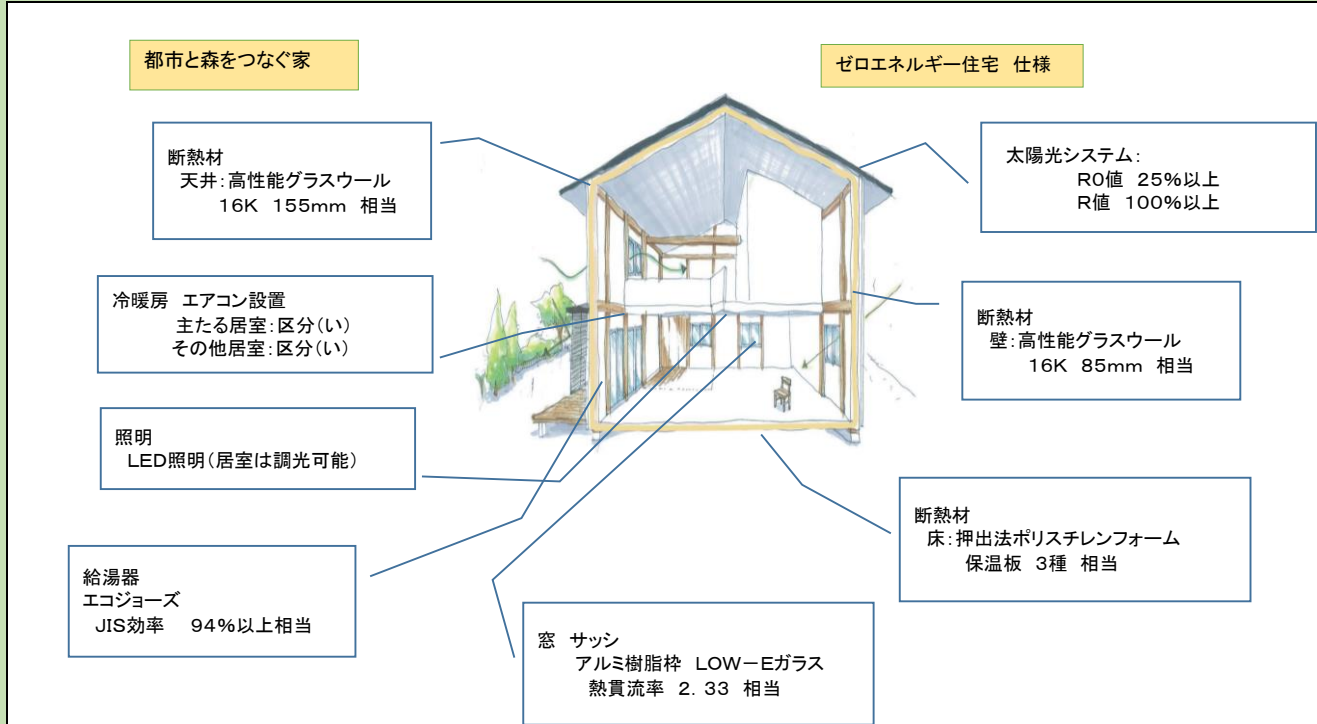 都市と森をつなぐ家
ゼロエネルギー住宅 仕様
断熱材
天井:高性能グラスウール
16K 155mm 相当
太陽光システム:
R0値 25%以上
R値 100%以上
冷暖房 エアコン設置
主たる居室:区分(い)
その他居室:区分(い)
断熱材
壁:高性能グラスウール
16K 85mm 相当
照明
LED照明(居室は調光可能)
断熱材
床:押出法ポリスチレンフォーム
保温板 3種 相当
給湯器
エコジョーズ
JIS効率 94%以上相当
窓 サッシ
アルミ樹脂枠 LOW-Eガラス
熱貫流率 2.33 相当